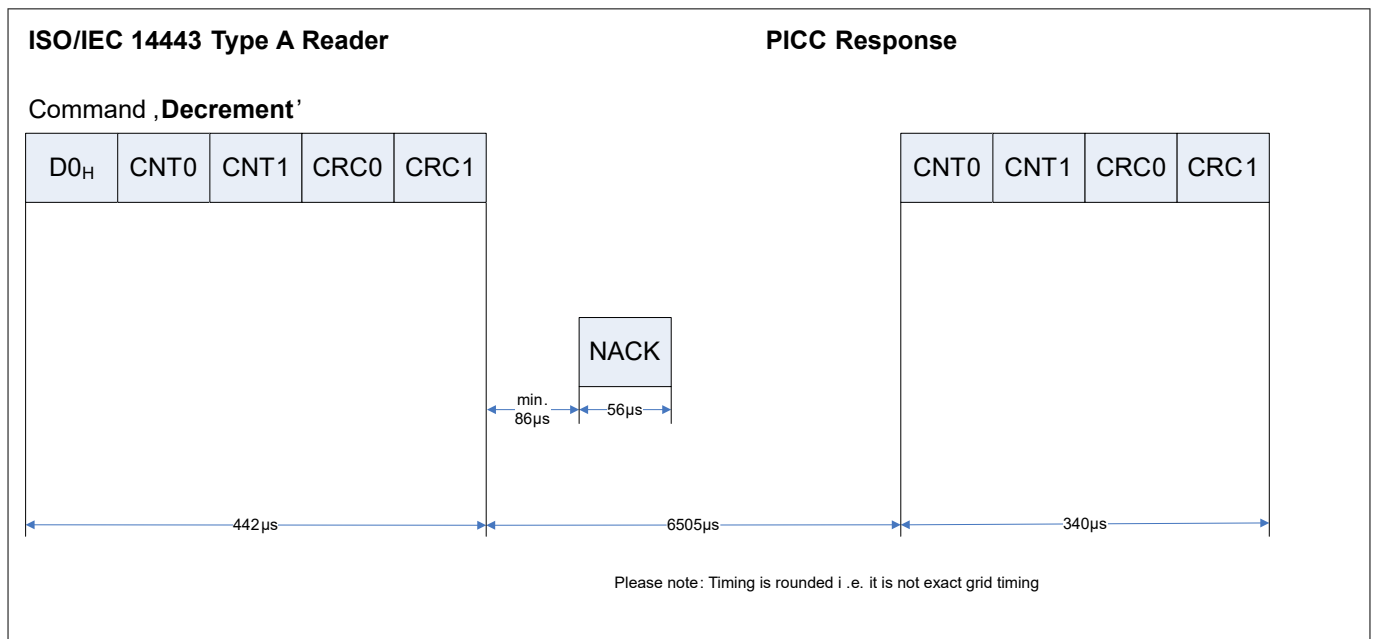 ISO/IEC 14443 Type A Reader
PICC Response
Command ‚Decrement’
D0H CNT0 CNT1 CRC0 CRC1
CNT0 CNT1 CRC0 CRC1
NACK
min.
86µs
56µs
442µs
6505µs
340µs
Please note: Timing is rounded i .e. it is not exact grid timing